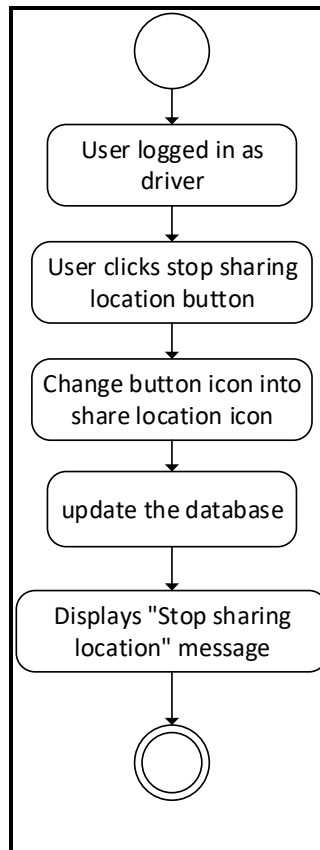 User logged in as
driver
User clicks stop sharing
location button
Change button icon into
share location icon
update the database
Displays "Stop sharing
location" message